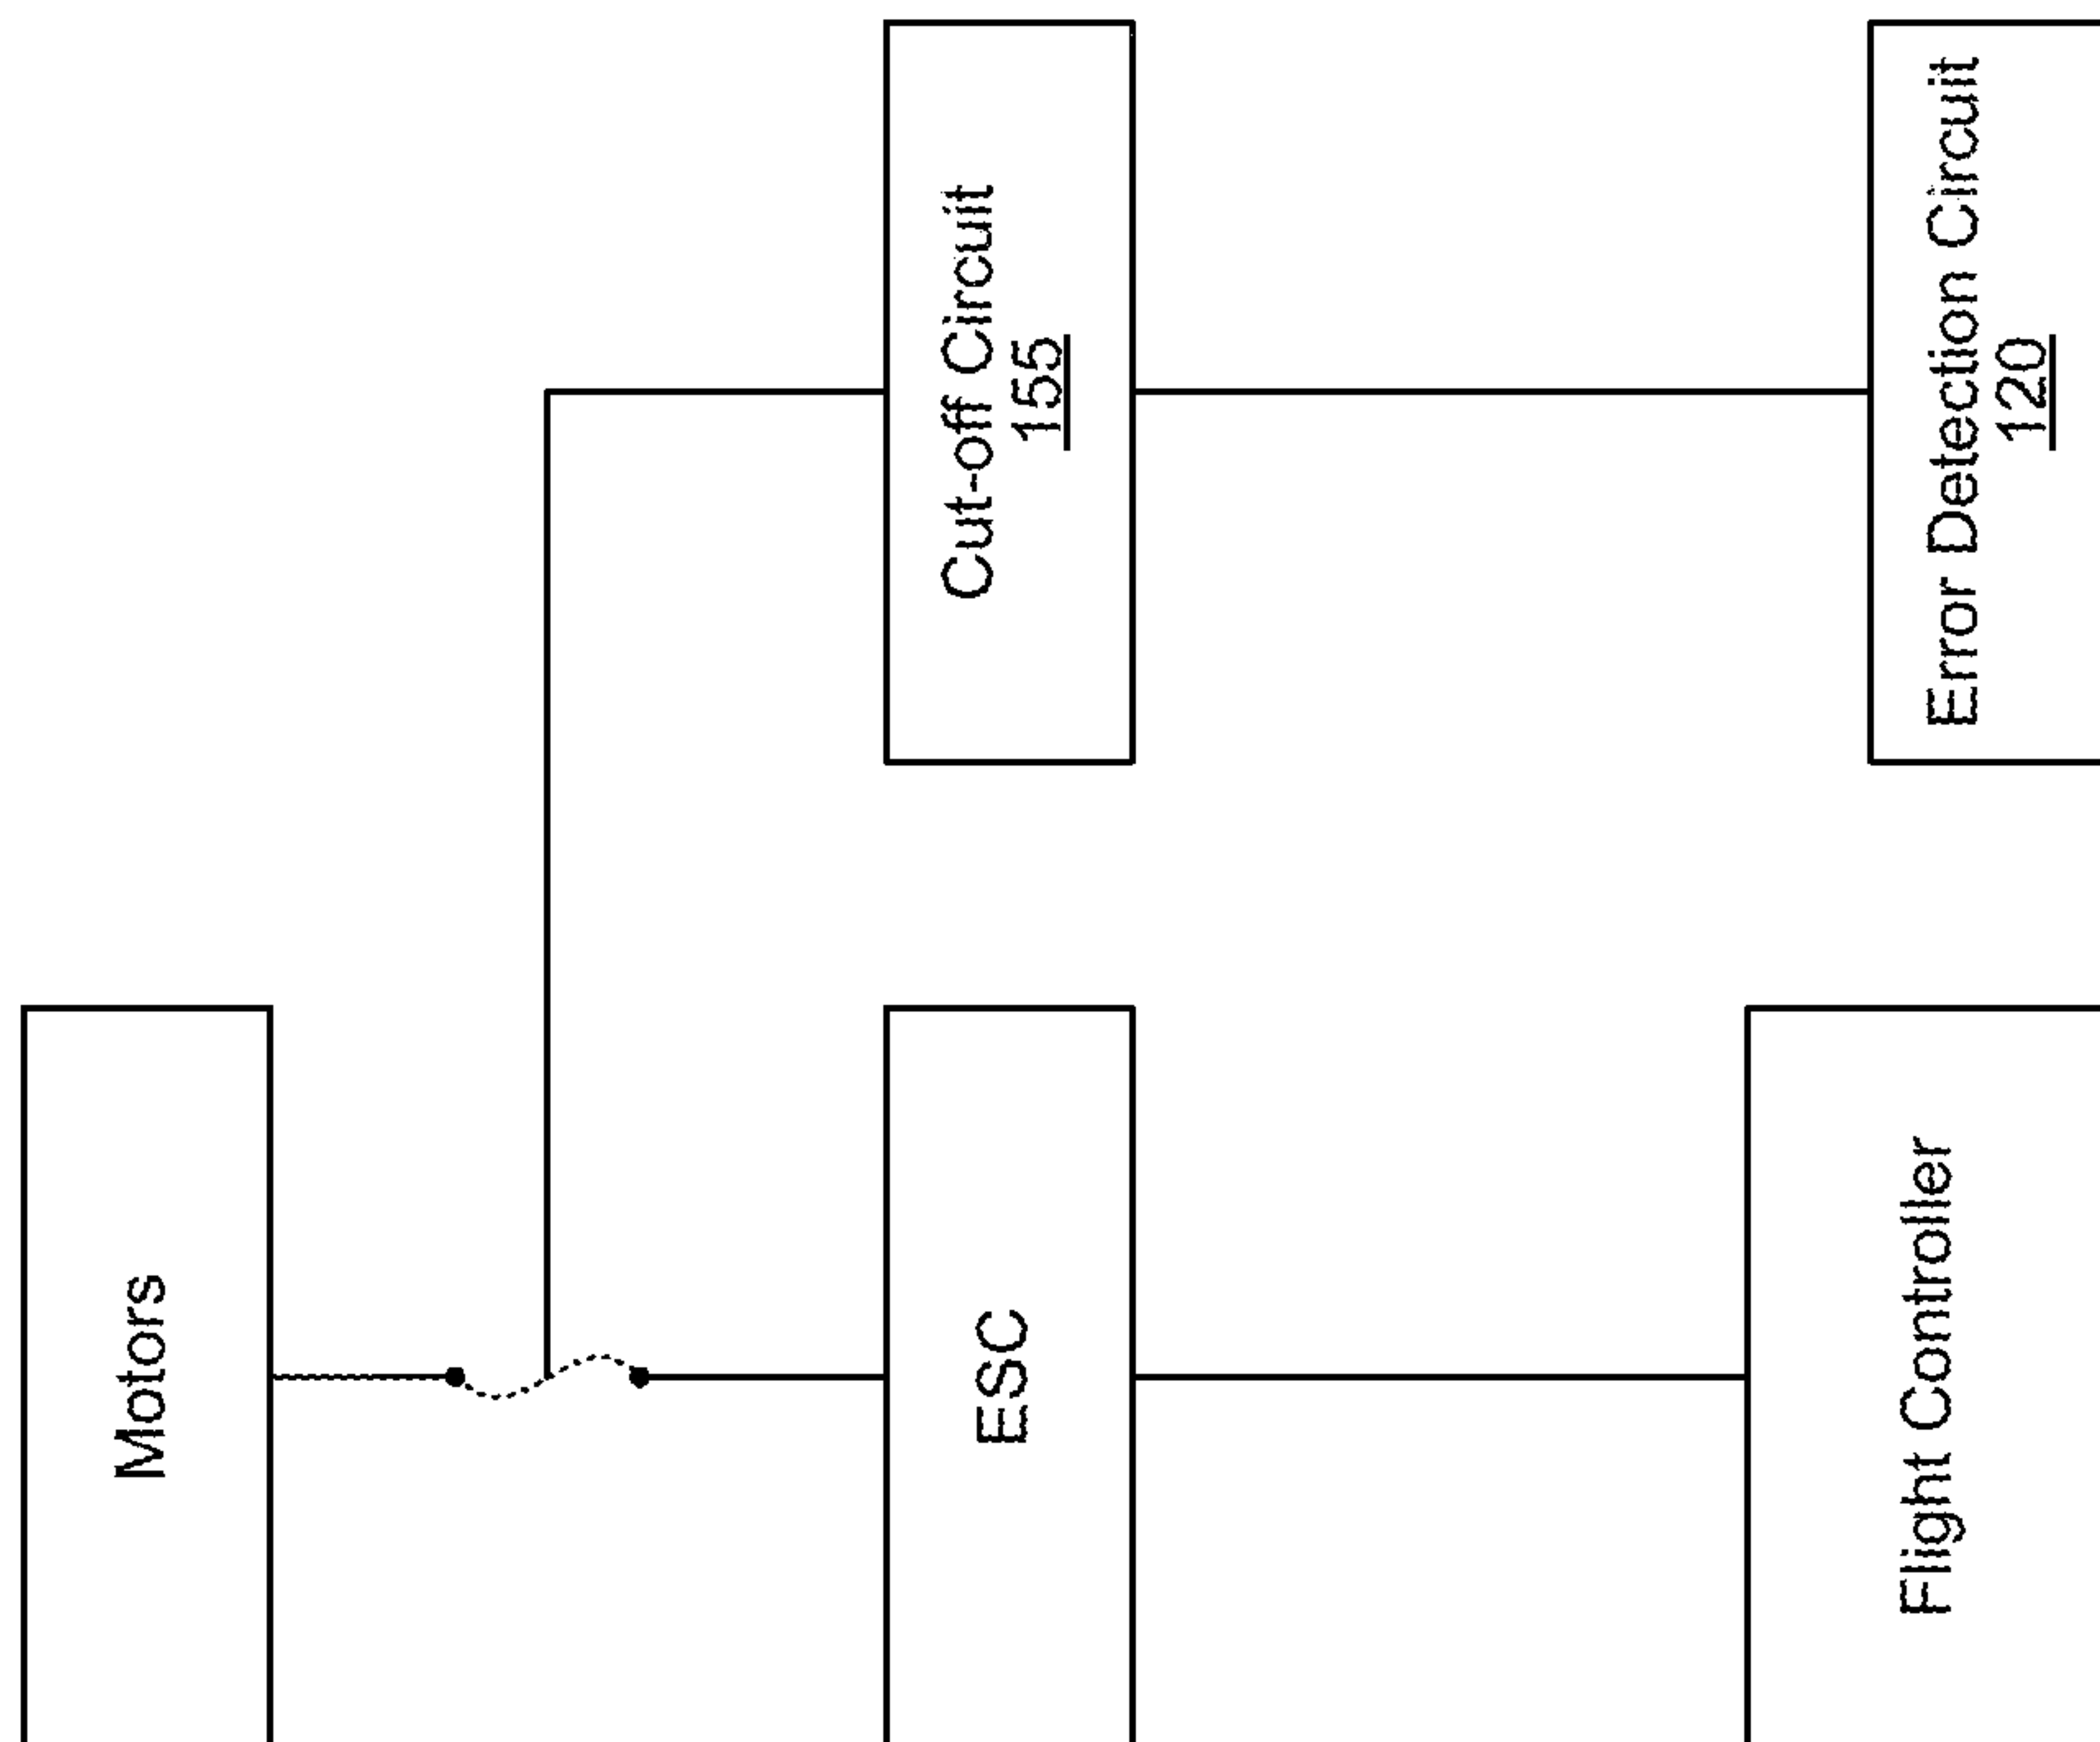 Motors
ESC
Flight Controller
Cut-off Circuit
155
Error Detection Circuit
120